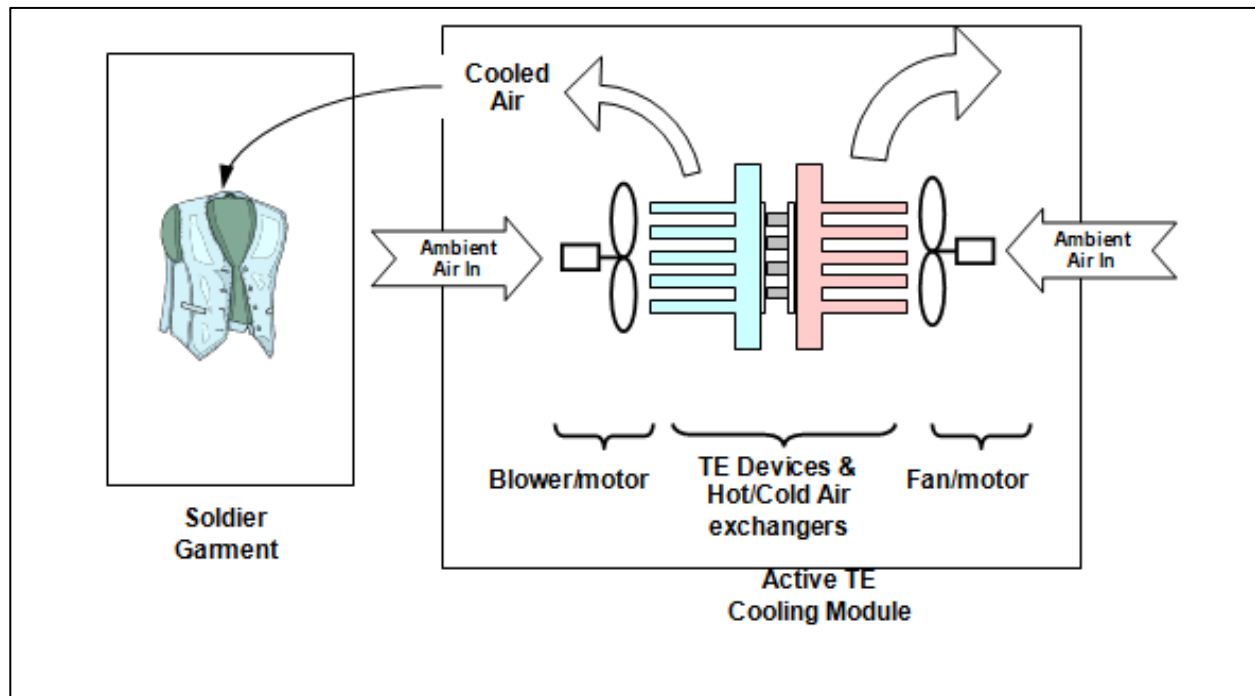 Cooled
Air
Ambient
Air In
Ambient
Air In
Blower/motor
TE Devices &
Hot/Cold Air
exchangers
Fan/motor
Soldier
Garment
Active TE
Cooling Module